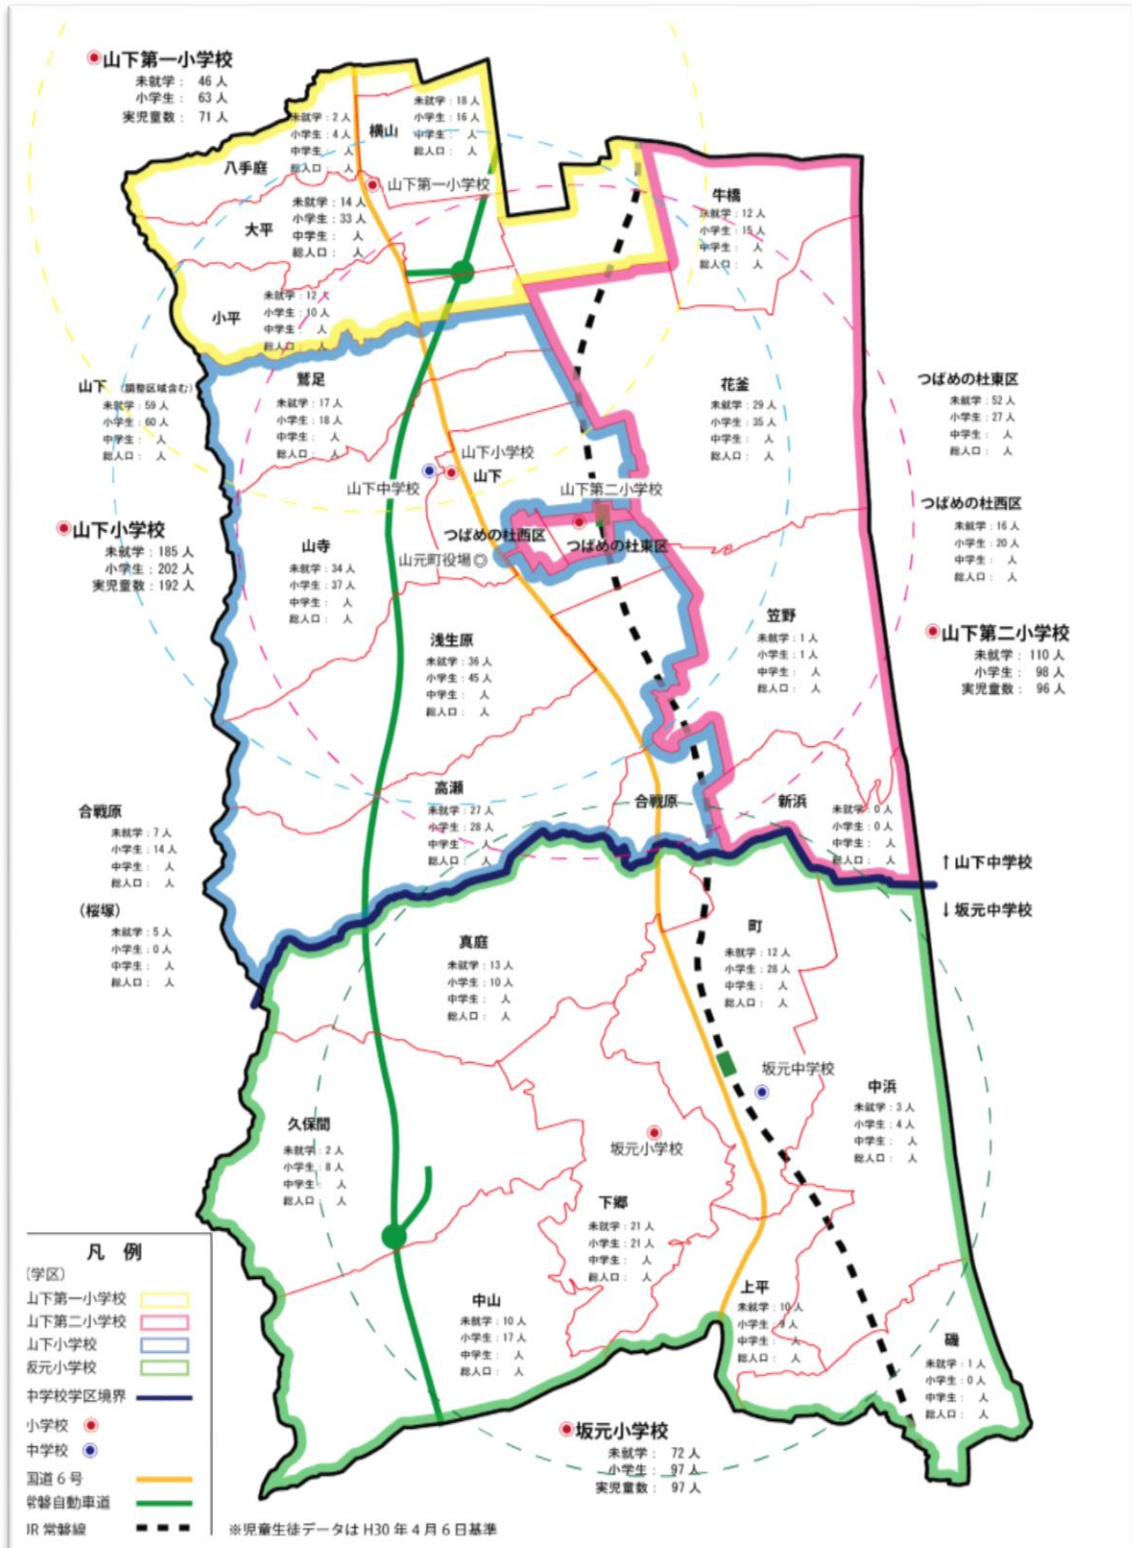 山下第一小学校
未就学： 46 人
小学生： 63 人
実児童数： 71 人
八手庭
未就学：2 人
小学生：4 人
中学生： 人
総人口： 人
横山
未就学：18 人
小学生：16 人
中学生： 人
総人口： 人
山下第一小学校
大平
未就学：14 人
小学生：33 人
中学生： 人
総人口： 人
牛橋
未就学：12 人
小学生：15 人
中学生： 人
総人口： 人
小平
未就学：12 人
小学生：10 人
中学生： 人
総人口： 人
山下 （調整区域含む）
未就学：59 人
小学生：60 人
中学生： 人
総人口： 人
鷲足
未就学：17 人
小学生：18 人
中学生： 人
総人口： 人
花釜
未就学：29 人
小学生：35 人
中学生： 人
総人口： 人
つばめの杜東区
未就学：52 人
小学生：27 人
中学生： 人
総人口： 人
山下小学校
山下
山下中学校
山下第二小学校
つばめの杜西区
つばめの杜東区
山元町役場◎
つばめの杜西区
未就学：16 人
小学生：20 人
中学生： 人
総人口： 人
山下小学校
未就学：185 人
小学生：202 人
実児童数：192 人
山寺
未就学：34 人
小学生：37 人
中学生： 人
総人口： 人
浅生原
未就学：36 人
小学生：45 人
中学生： 人
総人口： 人
笠野
未就学：1 人
小学生：1 人
中学生： 人
総人口： 人
山下第二小学校
未就学： 110 人
小学生： 98 人
実児童数： 96 人
合戦原
未就学：7 人
小学生：14 人
中学生： 人
総人口： 人
（桜塚）
未就学：5 人
小学生：0 人
中学生： 人
総人口： 人
高瀬
未就学：27 人
小学生：28 人
中学生： 人
総人口： 人
合戦原
新浜
未就学：0 人
小学生：0 人
中学生： 人
総人口： 人
↑山下中学校
↓坂元中学校
真庭
未就学：13 人
小学生：10 人
中学生： 人
総人口： 人
町
未就学：12 人
小学生：28 人
中学生： 人
総人口： 人
坂元中学校
中浜
未就学：3 人
小学生：4 人
中学生： 人
総人口： 人
久保間
未就学：2 人
小学生：8 人
中学生： 人
総人口： 人
坂元小学校
下郷
未就学：21 人
小学生：21 人
中学生： 人
総人口： 人
中山
未就学：10 人
小学生：17 人
中学生： 人
総人口： 人
上平
未就学：10 人
小学生：9 人
中学生： 人
総人口： 人
磯
未就学：1 人
小学生：0 人
中学生： 人
総人口： 人
坂元小学校
未就学： 72 人
小学生： 97 人
実児童数： 97 人
凡 例
（学区）
山下第一小学校
山下第二小学校
山下小学校
坂元小学校
中学校学区境界
小学校
中学校
国道 6 号
常磐自動車道
JR 常磐線
※児童生徒データは H30 年 4 月 6 日基準